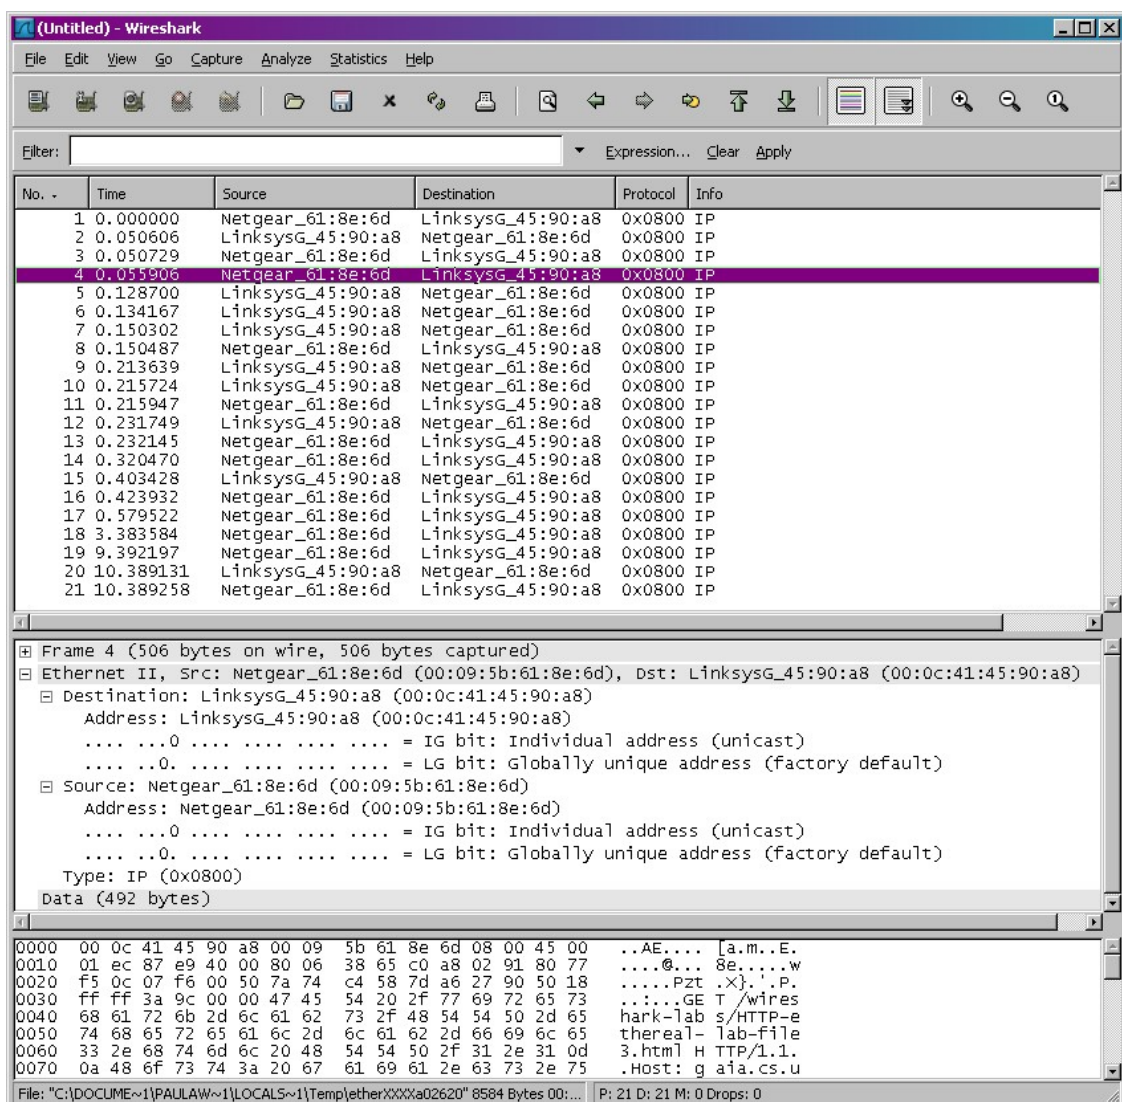 (Untitled) - Wireshark
File Edit View Go Capture Analyze Statistics Help
Filter: Expression... Clear Apply
No. Time Source Destination Protocol Info
1 0.000000 Netgear_61:8e:6d LinksysG_45:90:a8 0x0800 IP
2 0.050606 LinksysG_45:90:a8 Netgear_61:8e:6d 0x0800 IP
3 0.050729 Netgear_61:8e:6d LinksysG_45:90:a8 0x0800 IP
4 0.055906 Netgear_61:8e:6d LinksysG_45:90:a8 0x0800 IP
5 0.128700 LinksysG_45:90:a8 Netgear_61:8e:6d 0x0800 IP
6 0.134167 LinksysG_45:90:a8 Netgear_61:8e:6d 0x0800 IP
7 0.150302 LinksysG_45:90:a8 Netgear_61:8e:6d 0x0800 IP
8 0.150487 Netgear_61:8e:6d LinksysG_45:90:a8 0x0800 IP
9 0.213639 LinksysG_45:90:a8 Netgear_61:8e:6d 0x0800 IP
10 0.215724 LinksysG_45:90:a8 Netgear_61:8e:6d 0x0800 IP
11 0.215947 Netgear_61:8e:6d LinksysG_45:90:a8 0x0800 IP
12 0.231749 LinksysG_45:90:a8 Netgear_61:8e:6d 0x0800 IP
13 0.232145 Netgear_61:8e:6d LinksysG_45:90:a8 0x0800 IP
14 0.320470 Netgear_61:8e:6d LinksysG_45:90:a8 0x0800 IP
15 0.403428 LinksysG_45:90:a8 Netgear_61:8e:6d 0x0800 IP
16 0.423932 Netgear_61:8e:6d LinksysG_45:90:a8 0x0800 IP
17 0.579522 Netgear_61:8e:6d LinksysG_45:90:a8 0x0800 IP
18 3.383584 Netgear_61:8e:6d LinksysG_45:90:a8 0x0800 IP
19 9.392197 Netgear_61:8e:6d LinksysG_45:90:a8 0x0800 IP
20 10.389131 LinksysG_45:90:a8 Netgear_61:8e:6d 0x0800 IP
21 10.389258 Netgear_61:8e:6d LinksysG_45:90:a8 0x0800 IP
Frame 4 (506 bytes on wire, 506 bytes captured)
Ethernet II, Src: Netgear_61:8e:6d (00:09:5b:61:8e:6d), Dst: LinksysG_45:90:a8 (00:0c:41:45:90:a8)
Destination: LinksysG_45:90:a8 (00:0c:41:45:90:a8)
Address: LinksysG_45:90:a8 (00:0c:41:45:90:a8)
.... ...0 .... .... .... .... = IG bit: Individual address (unicast)
.... ..0. .... .... .... .... = LG bit: Globally unique address (factory default)
Source: Netgear_61:8e:6d (00:09:5b:61:8e:6d)
Address: Netgear_61:8e:6d (00:09:5b:61:8e:6d)
.... ...0 .... .... .... .... = IG bit: Individual address (unicast)
.... ..0. .... .... .... .... = LG bit: Globally unique address (factory default)
Type: IP (0x0800)
Data (492 bytes)
0000 00 0c 41 45 90 a8 00 09 5b 61 8e 6d 08 00 45 00 ..AE.... [a.m..E.
0010 01 ec 87 e9 40 00 80 06 38 65 c0 a8 02 91 80 77 ....@... 8e.....w
0020 f5 0c 07 f6 00 50 7a 74 c4 58 7d a6 27 90 50 18 .....Pzt .X}.'.P.
0030 ff ff 3a 9c 00 00 47 45 54 20 2f 77 69 72 65 73 ..:...GE T /wires
0040 68 61 72 6b 2d 6c 61 62 73 2f 48 54 54 50 2d 65 hark-lab s/HTTP-e
0050 74 68 65 72 65 61 6c 2d 6c 61 62 2d 66 69 6c 65 thereal- lab-file
0060 33 2e 68 74 6d 6c 20 48 54 54 50 2f 31 2e 31 0d 3.html H TTP/1.1.
0070 0a 48 6f 73 74 3a 20 67 61 69 61 2e 63 73 2e 75 .Host: g aia.cs.u
File: "C:\DOCUME~1\PAULAW~1\LOCALS~1\Temp\etherXXXXa02620" 8584 Bytes 00:... P: 21 D: 21 M: 0 Drops: 0